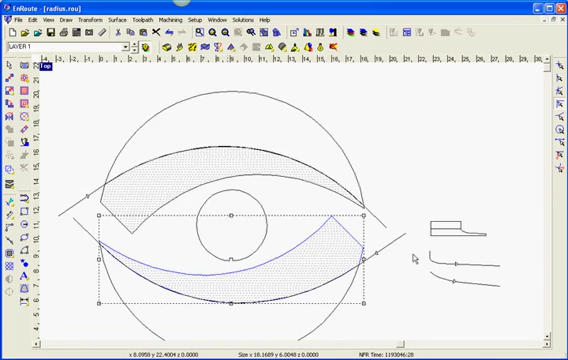 EnRoute - [radius.rou]
File Edit View Draw Transform Surface Toolpath Machining Setup Window Solutions Help
LAYER 1
Top
x 8.0958 y 22.4004 z 0.0000 Size x 18.1689 y 6.0048 z 0.0000 NFR Time: 1193046:28